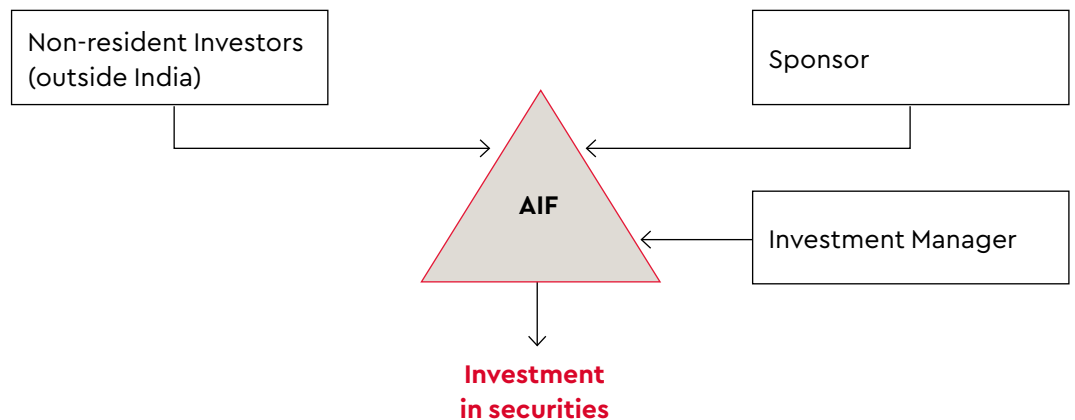 Non-resident Investors
(outside India)
Sponsor
AIF
Investment Manager
Investment
in securities